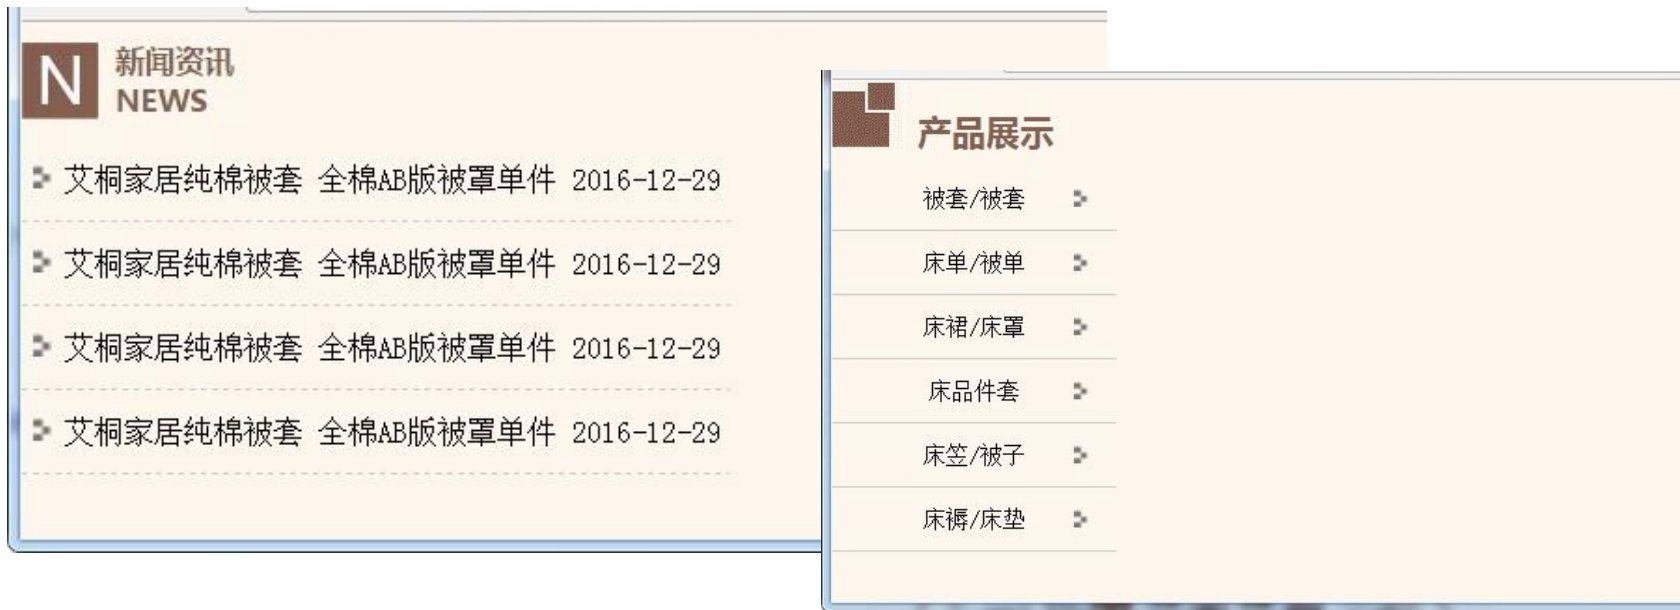 N
新闻资讯
NEWS
艾桐家居纯棉被套 全棉AB版被罩单件 2016-12-29
艾桐家居纯棉被套 全棉AB版被罩单件 2016-12-29
艾桐家居纯棉被套 全棉AB版被罩单件 2016-12-29
艾桐家居纯棉被套 全棉AB版被罩单件 2016-12-29
产品展示
被套/被套
床单/被单
床裙/床罩
床品件套
床笠/被子
床褥/床垫